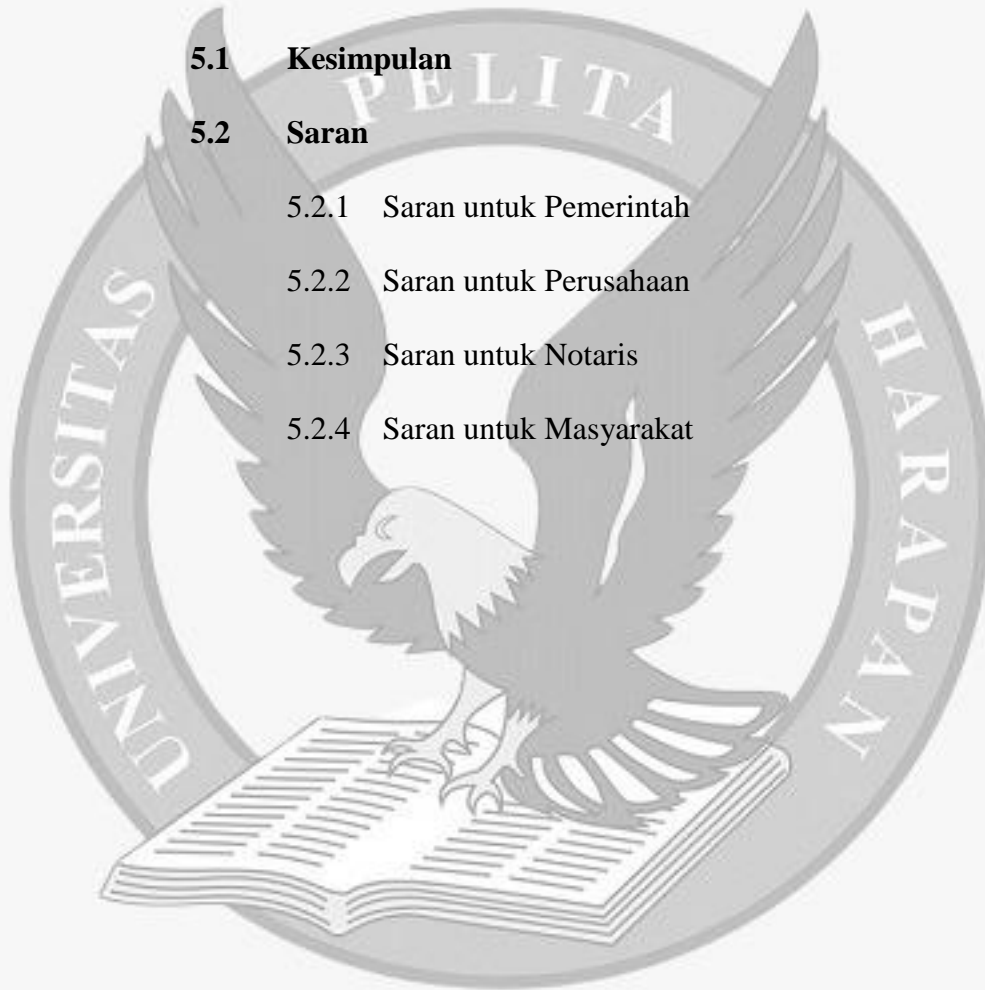 5.1 Kesimpulan
5.2 Saran
5.2.1 Saran untuk Pemerintah
5.2.2 Saran untuk Perusahaan
5.2.3 Saran untuk Notaris
5.2.4 Saran untuk Masyarakat
UNIVERSITAS PELITA HARAPAN